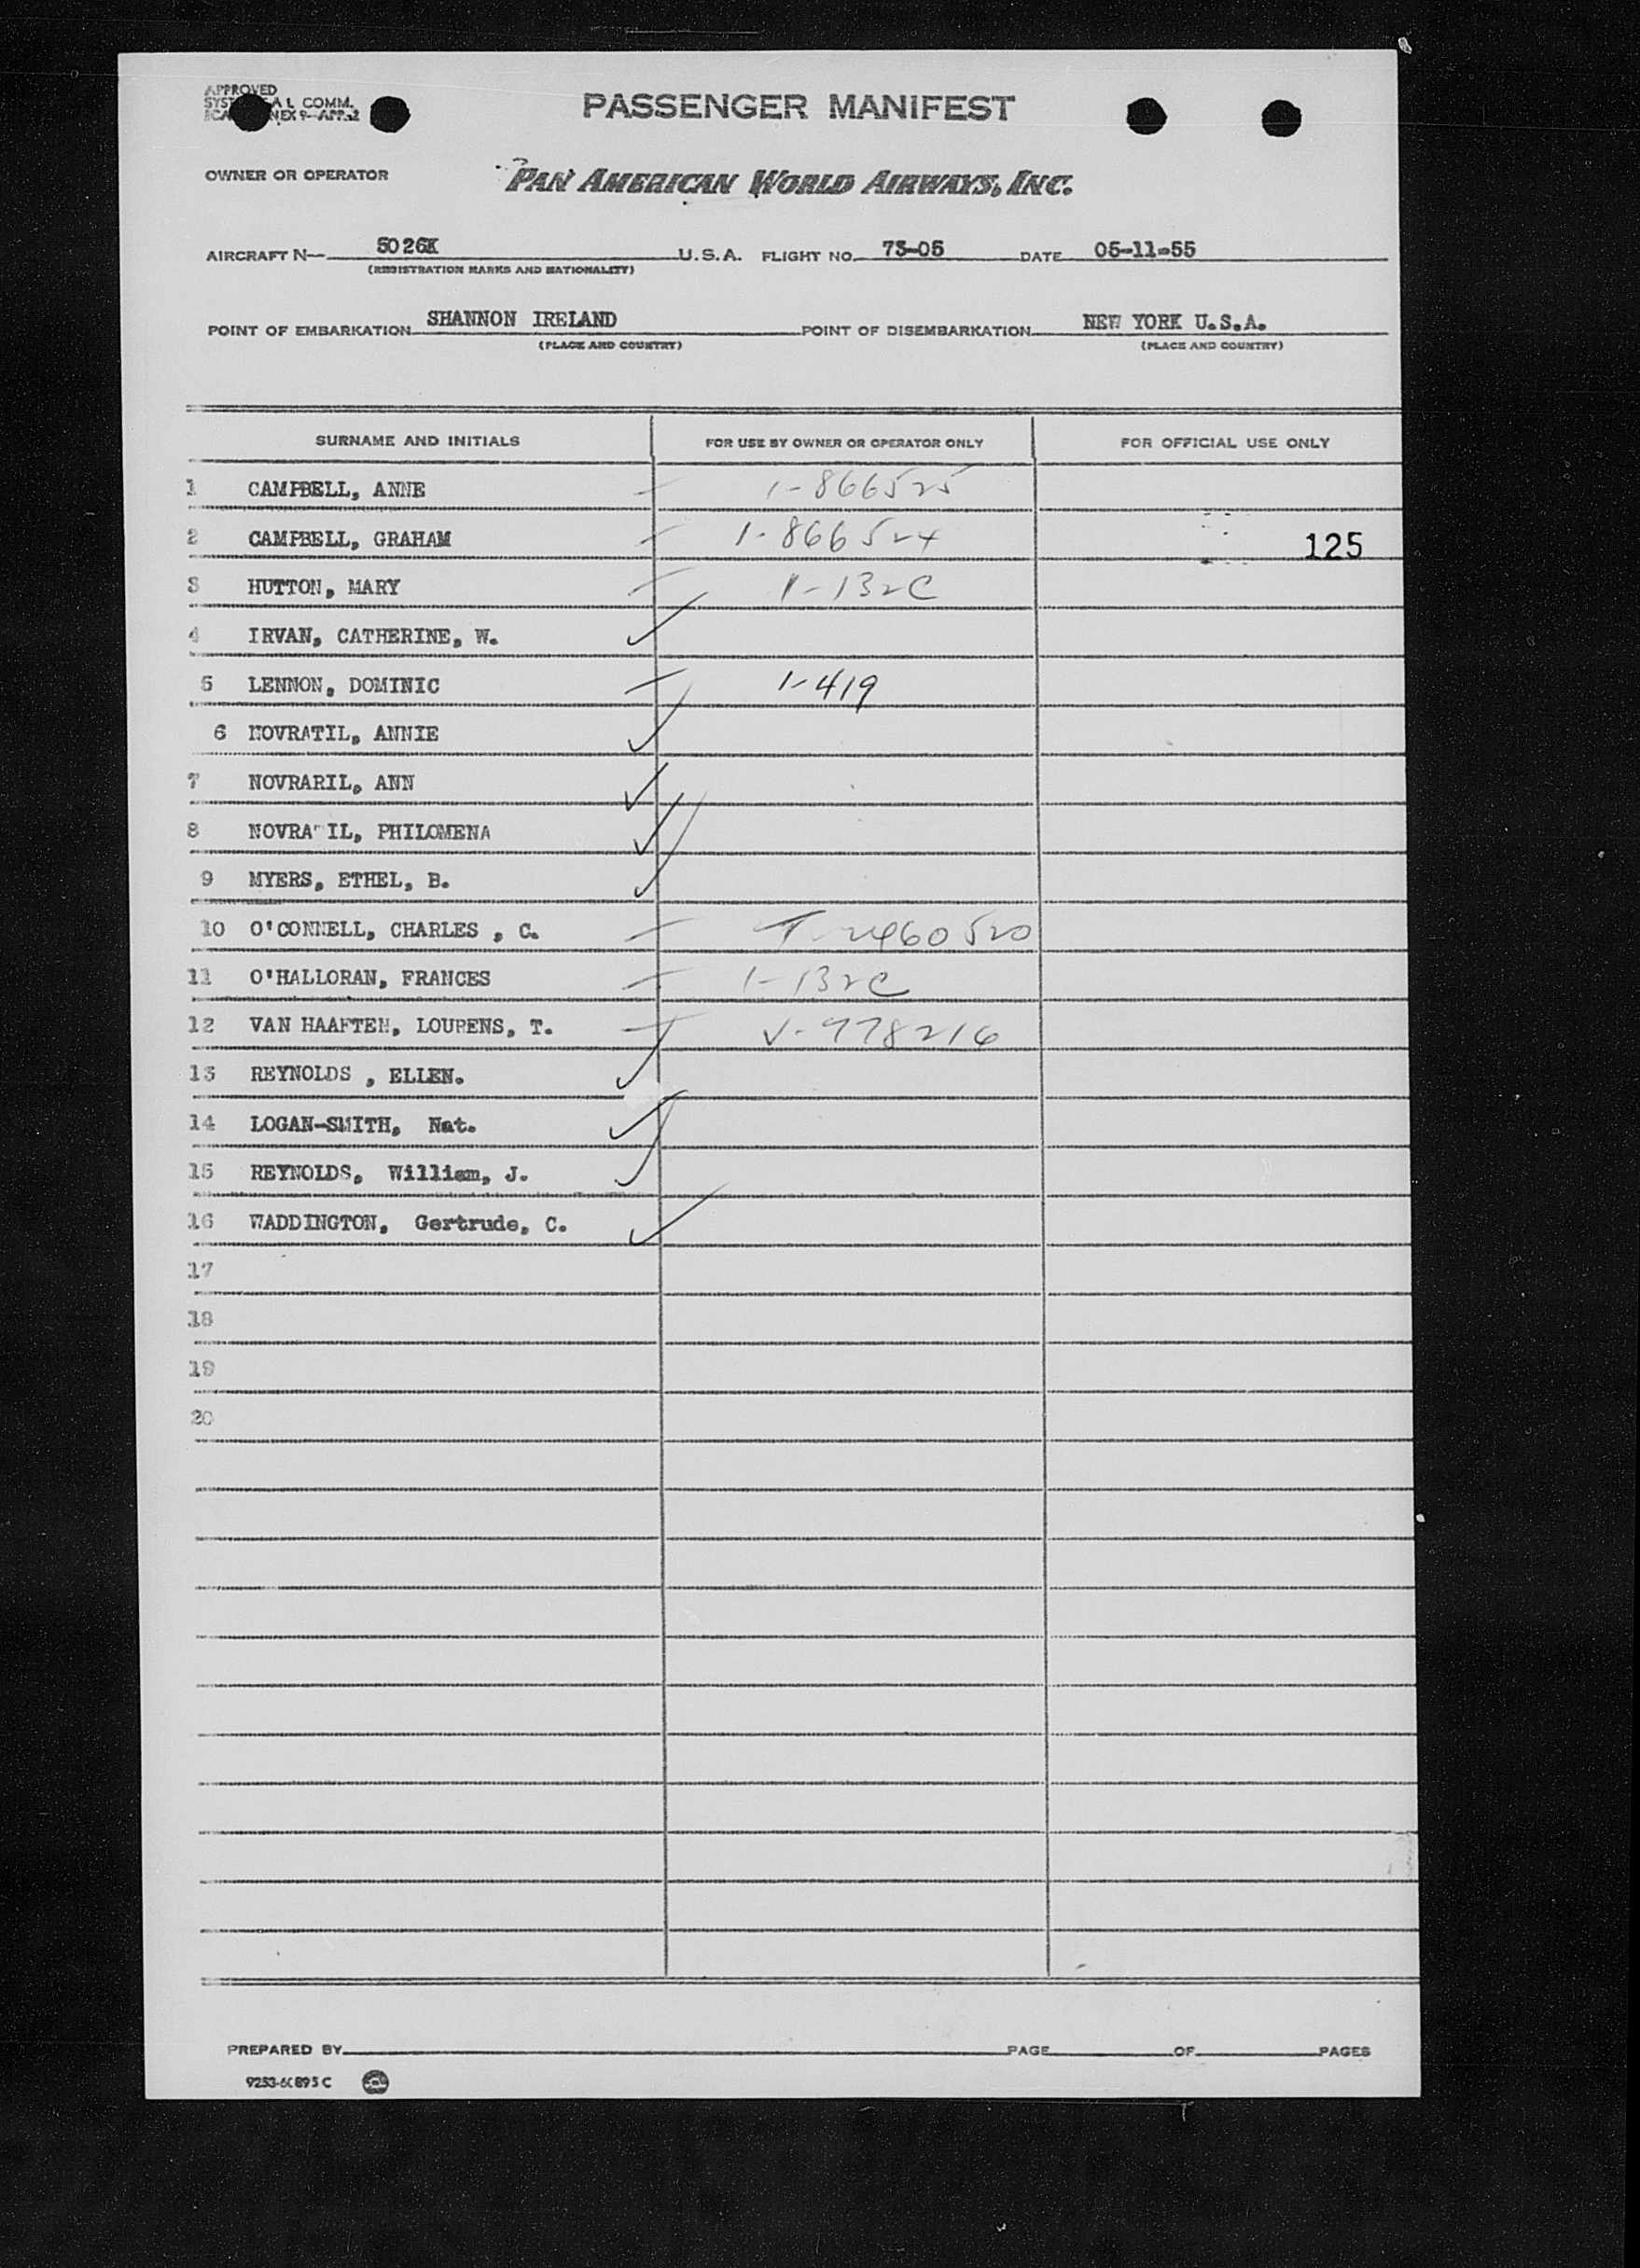 APPROVED
PASSENGER MANIFEST
COMM.
OWNER OR OPERATOR PAN AMERICAN WORLD AIRWAYS, INC.
AIRCRAFT N— 5026K U.S.A. FLIGHT NO. 73-05 DATE 05-11-55
(REGISTRATION MARKS AND NATIONALITY)
POINT OF EMBARKATION SHANNON IRELAND POINT OF DISEMBARKATION NEW YORK U.S.A.
(PLACE AND COUNTRY) (PLACE AND COUNTRY)
SURNAME AND INITIALS FOR USE BY OWNER OR OPERATOR ONLY FOR OFFICIAL USE ONLY
1 CAMPBELL, ANNE 1-866525
2 CAMPBELL, GRAHAM 1-866524 125
3 HUTTON, MARY 1-132C
4 IRVAN, CATHERINE, W. ✓
5 LENNON, DOMINIC 1-419
6 NOVRATIL, ANNIE ✓
7 NOVRARIL, ANN ✓
8 NOVRA IL, PHILOMENA ✓
9 MYERS, ETHEL, B. ✓
10 O'CONNELL, CHARLES , C. 2460520
11 O'HALLORAN, FRANCES 1-132C
12 VAN HAAFTEN, LOURENS, T. V-778216
13 REYNOLDS , ELLEN. ✓
14 LOGAN-SMITH, Nat. ✓
15 REYNOLDS, William, J. ✓
16 WADDINGTON, Gertrude, C. ✓
17
18
19
20
PREPARED BY PAGE OF PAGES